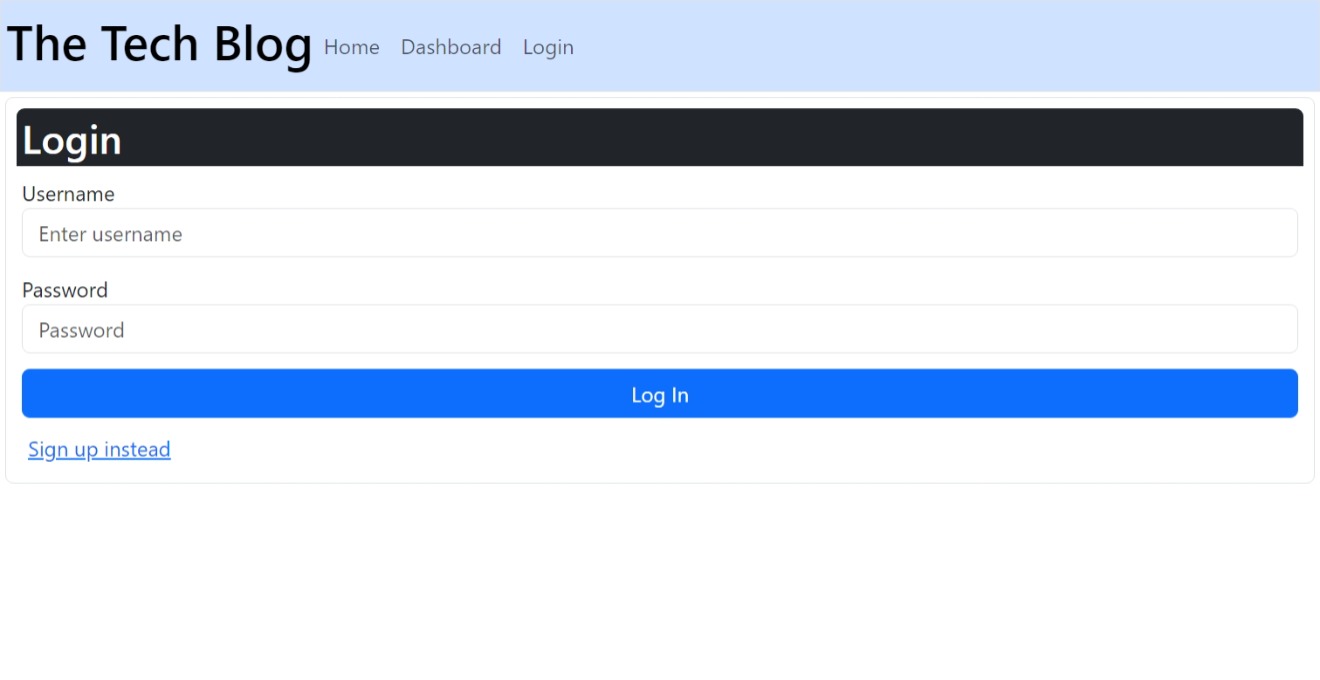 The Tech Blog Home Dashboard Login
Login
Username
Enter username
Password
Password
Log In
Sign up instead